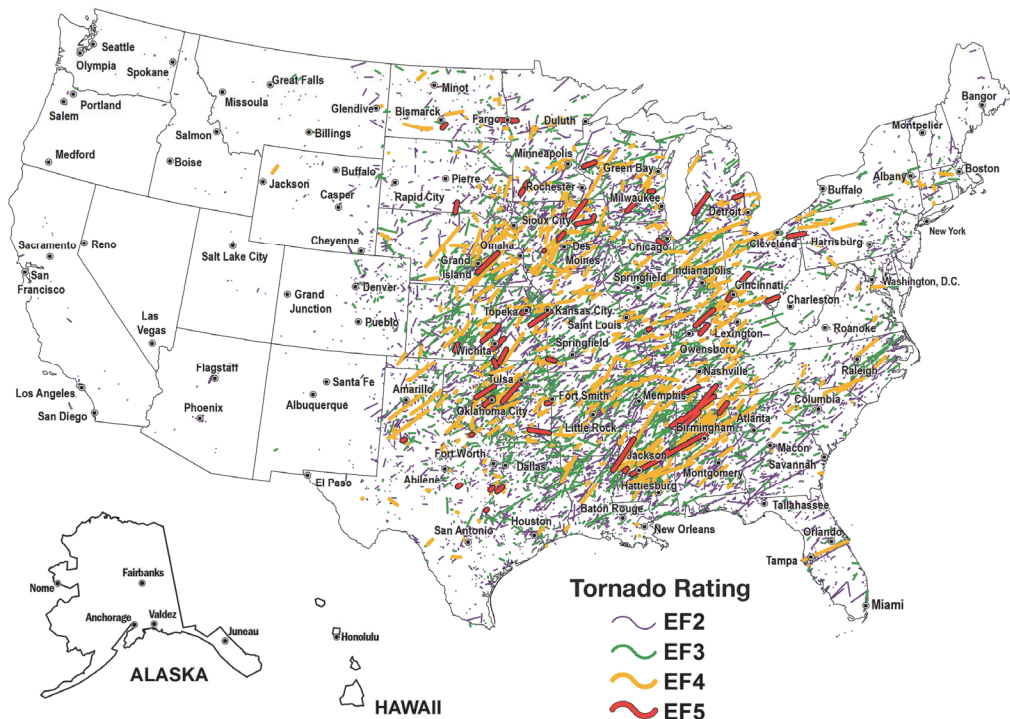 Seattle
Olympia
Spokane
Great Falls
Missoula
Glendive
Minot
Bismarck
Fargo
Duluth
Bangor
Montpelier
Portland
Salem
Salmon
Billings
Minneapolis
Green Bay
Boston
Albany
Medford
Boise
Jackson
Buffalo
Casper
Pierre
Rapid City
Rochester
Milwaukee
Buffalo
Detroit
New York
Sioux City
Cheyenne
Omaha
Des
Moines
Chicago
Cleveland
Harrisburg
Sacramento
Reno
Salt Lake City
Grand
Island
San
Francisco
Springfield
Indianapolis
Washington, D.C.
Grand
Junction
Denver
Cincinnati
Charleston
Pueblo
Topeka
Kansas City
Saint Louis
Lexington
Roanoke
Las
Vegas
Wichita
Springfield
Owensboro
Flagstaff
Santa Fe
Tulsa
Nashville
Raleigh
Los Angeles
Amarillo
Fort Smith
Memphis
Columbia
San Diego
Phoenix
Albuquerque
Oklahoma City
Atlanta
Little Rock
Birmingham
Macon
Fort Worth
Dallas
Jackson
Montgomery
Savannah
El Paso
Abilene
Hattiesburg
Tallahassee
Baton Rouge
Houston
New Orleans
San Antonio
Orlando
Tampa
Miami
Nome
Fairbanks
Anchorage
Valdez
Juneau
ALASKA
Honolulu
HAWAII
Tornado Rating
EF2
EF3
EF4
EF5